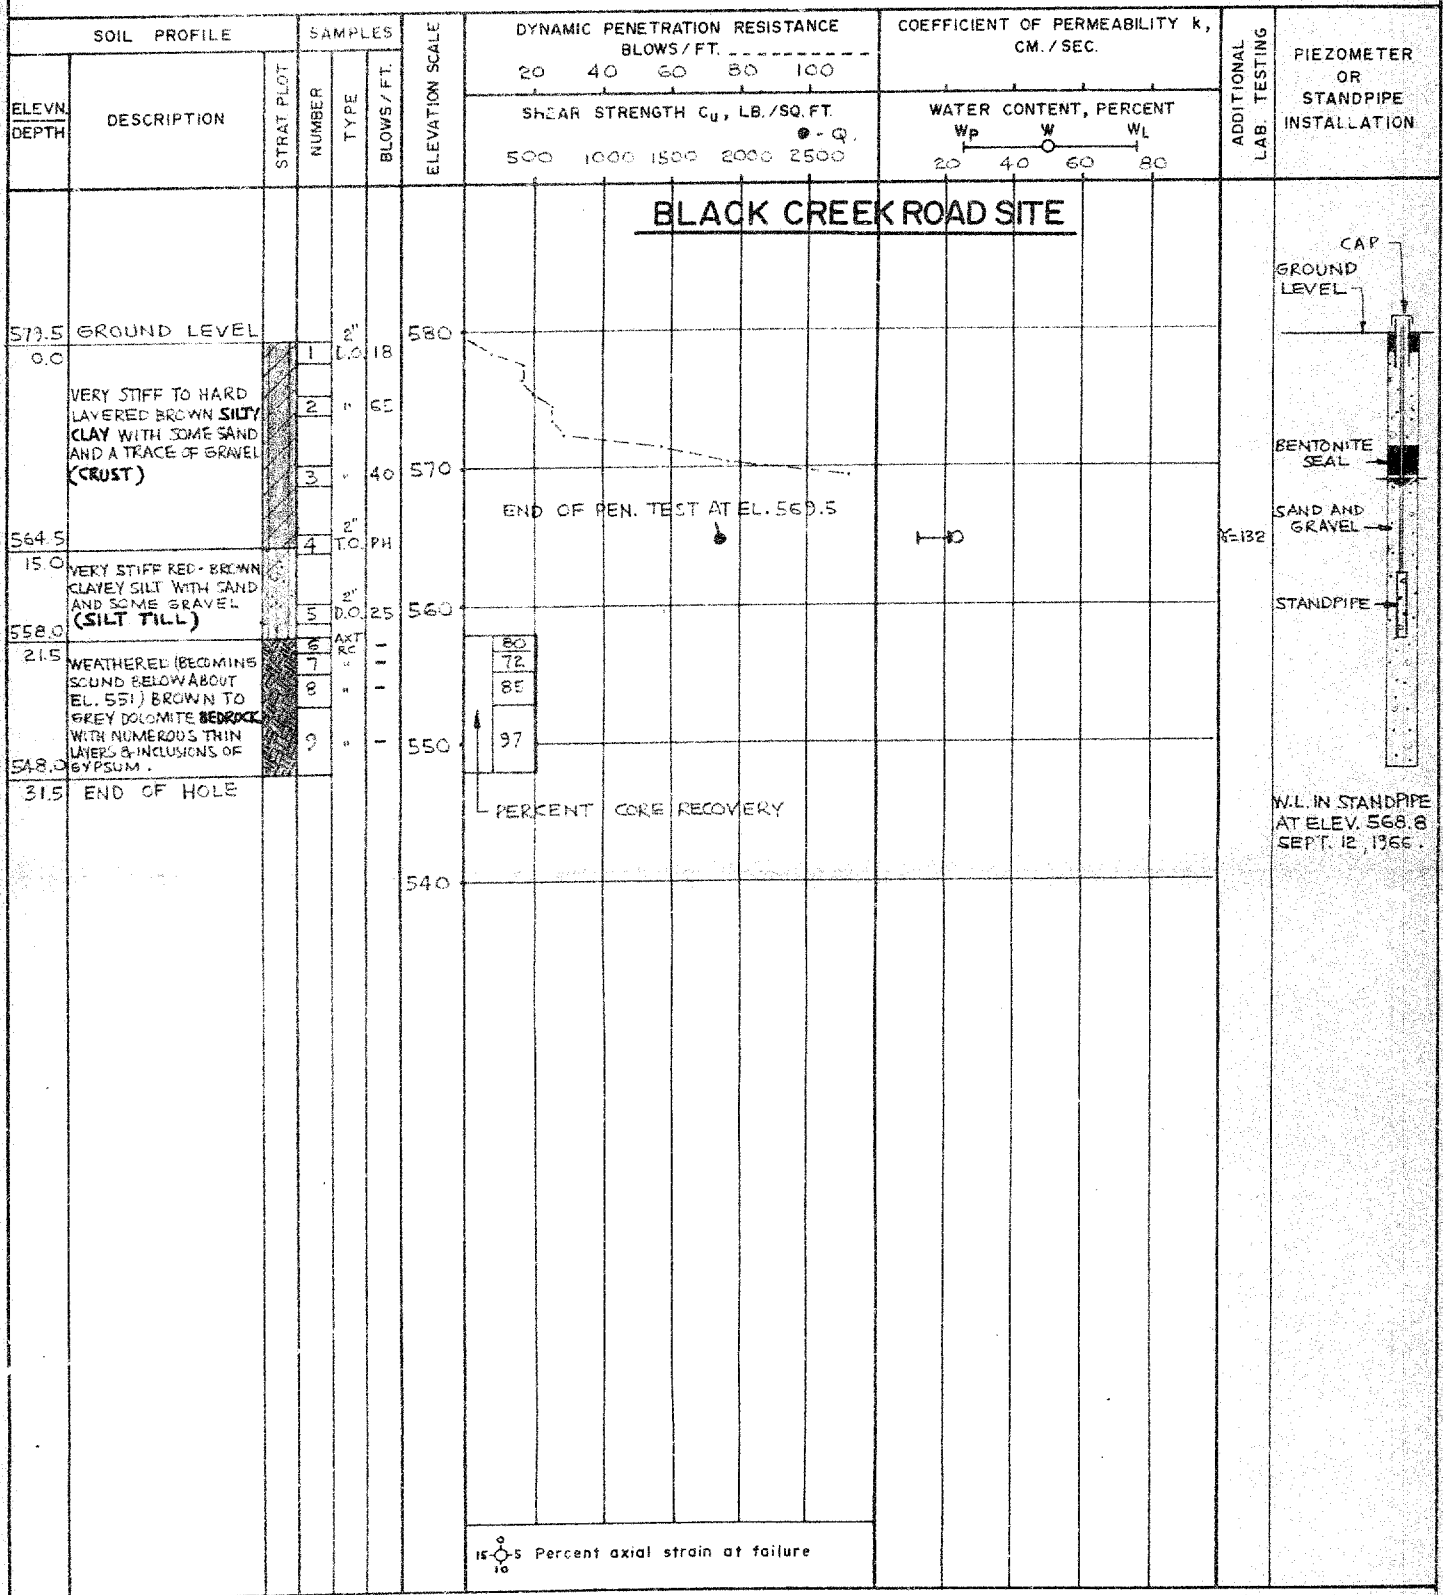 SOIL PROFILE
SAMPLES
ELEVATION SCALE
DYNAMIC PENETRATION RESISTANCE
BLOWS/FT.
20 40 60 80 100
COEFFICIENT OF PERMEABILITY k,
CM./SEC.
ADDITIONAL
LAB. TESTING
PIEZOMETER
OR
STANDPIPE
INSTALLATION
ELEVN.
DEPTH
DESCRIPTION
STRAT PLOT
NUMBER
TYPE
BLOWS/FT.
SHEAR STRENGTH Cu, LB./SQ.FT.
● - Q.
500 1000 1500 2000 2500
WATER CONTENT, PERCENT
WP W WL
20 40 60 80
BLACK CREEK ROAD SITE
CAP
GROUND
LEVEL
579.5 GROUND LEVEL
0.0
1 2" D.O. 18
580
VERY STIFF TO HARD
LAYERED BROWN SILTY
CLAY WITH SOME SAND
AND A TRACE OF GRAVEL
(CRUST)
2 " 65
3 " 40
570
BENTONITE
SEAL
END OF PEN. TEST AT EL. 569.5
SAND AND
GRAVEL
564.5
15.0
4 2" T.O. PH
γ=132
VERY STIFF RED-BROWN
CLAYEY SILT WITH SAND
AND SOME GRAVEL
(SILT TILL)
5 2" D.O. 25
560
STANDPIPE
558.0
21.5
6 AXT RC -
7 " -
8 " -
9 " -
80
72
85
97
550
WEATHERED (BECOMING
SOUND BELOW ABOUT
EL. 551) BROWN TO
GREY DOLOMITE BEDROCK
WITH NUMEROUS THIN
LAYERS & INCLUSIONS OF
GYPSUM.
548.0
31.5 END OF HOLE
PERCENT CORE RECOVERY
W.L. IN STANDPIPE
AT ELEV. 568.8
SEPT. 12, 1966.
540
0
15 5 Percent axial strain at failure
10